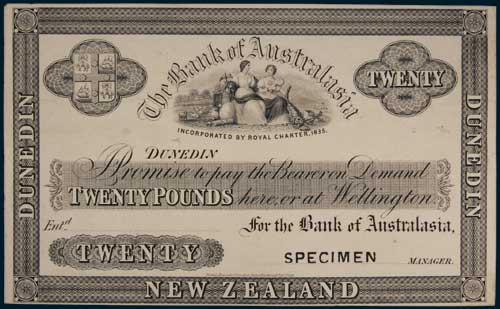 The Bank of Australasia
TWENTY
INCORPORATED BY ROYAL CHARTER, 1835.
DUNEDIN
DUNEDIN
DUNEDIN
Promise to pay the Bearer on Demand
TWENTY POUNDS here, or at Wellington.
Entd.
For the Bank of Australasia,
TWENTY
SPECIMEN
MANAGER.
NEW ZEALAND